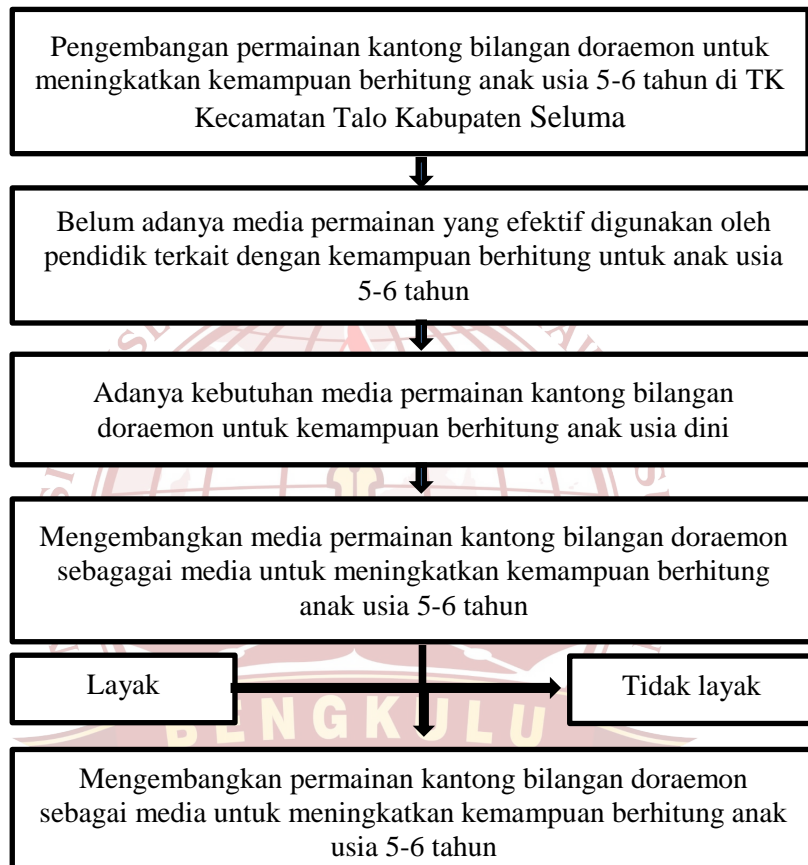 Pengembangan permainan kantong bilangan doraemon untuk
meningkatkan kemampuan berhitung anak usia 5-6 tahun di TK
Kecamatan Talo Kabupaten Seluma
Belum adanya media permainan yang efektif digunakan oleh
pendidik terkait dengan kemampuan berhitung untuk anak usia
5-6 tahun
Adanya kebutuhan media permainan kantong bilangan
doraemon untuk kemampuan berhitung anak usia dini
Mengembangkan media permainan kantong bilangan doraemon
sebagagai media untuk meningkatkan kemampuan berhitung
anak usia 5-6 tahun
Layak
Tidak layak
BENGKULU
Mengembangkan permainan kantong bilangan doraemon
sebagai media untuk meningkatkan kemampuan berhitung anak
usia 5-6 tahun